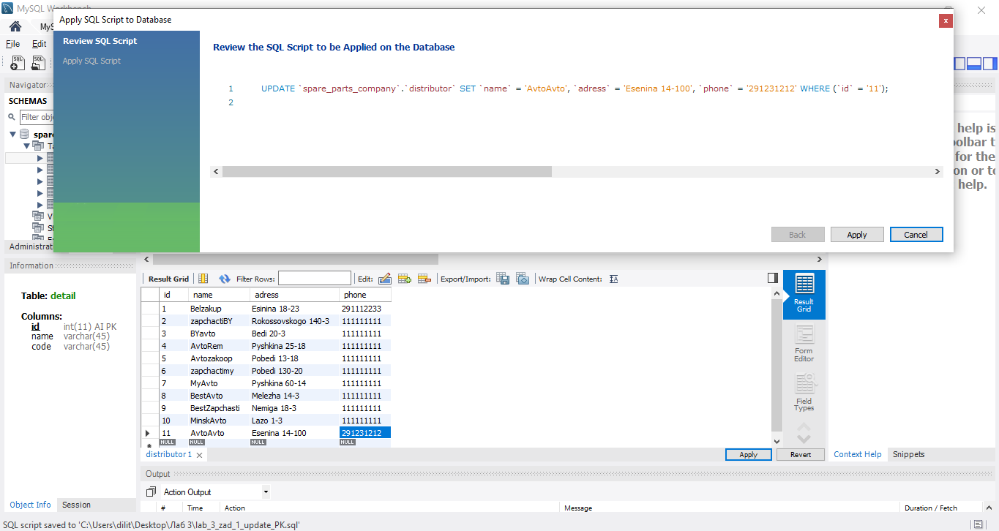 MySQL Workbench
Apply SQL Script to Database
x
MyS
File Edit
Review SQL Script
Apply SQL Script
Review the SQL Script to be Applied on the Database
1 UPDATE `spare_parts_company`.`distributor` SET `name` = 'AvtoAvto', `adress` = 'Esenina 14-100', `phone` = '291231212' WHERE (`id` = '11');
2
Back Apply Cancel
Navigator
SCHEMAS
Filter obje
spare
Ta
Vi
St
Administrat
help is
oolbar t
for the
on or to
help.
Information
Table: detail
Columns:
id int(11) AI PK
name varchar(45)
code varchar(45)
Result Grid Filter Rows: Edit: Export/Import: Wrap Cell Content: IA
id name adress phone
1 Belzakup Esinina 18-23 291112233
2 zapchactiBY Rokossovskogo 140-3 111111111
3 BYavto Bedi 20-3 111111111
4 AvtoRem Pyshkina 25-18 111111111
5 Avtozakoop Pobedi 13-18 111111111
6 zapchactimy Pobedi 130-20 111111111
7 MyAvto Pyshkina 60-14 111111111
8 BestAvto Melezha 14-3 111111111
9 BestZapchasti Nemiga 18-3 111111111
10 MinskAvto Lazo 1-3 111111111
11 AvtoAvto Esenina 14-100 291231212
NULL NULL NULL NULL
Result
Grid
Form
Editor
Field
Types
distributor 1 Apply Revert
Context Help Snippets
Output
Action Output
# Time Action Message Duration / Fetch
Object Info Session
SQL script saved to 'C:\Users\dilit\Desktop\Лаб 3\lab_3_zad_1_update_PK.sql'